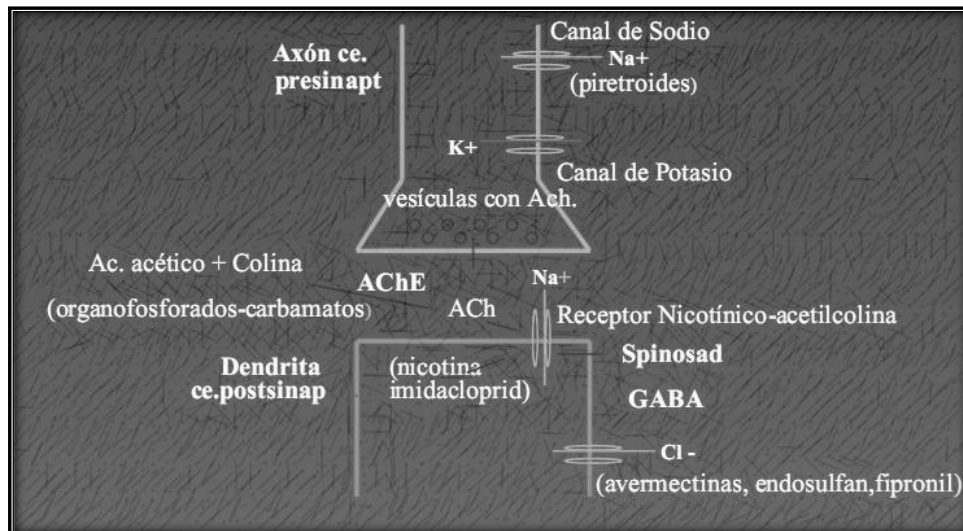 Canal de Sodio
Axón ce.
presinapt
Na+
(piretroides)
K+
Canal de Potasio
vesículas con Ach.
Ac. acético + Colina
(organofosforados-carbamatos)
AChE
ACh
Na+
Receptor Nicotínico-acetilcolina
Dendrita
ce.postsinap
(nicotina
imidacloprid)
Spinosad
GABA
Cl -
(avermectinas, endosulfan,fipronil)